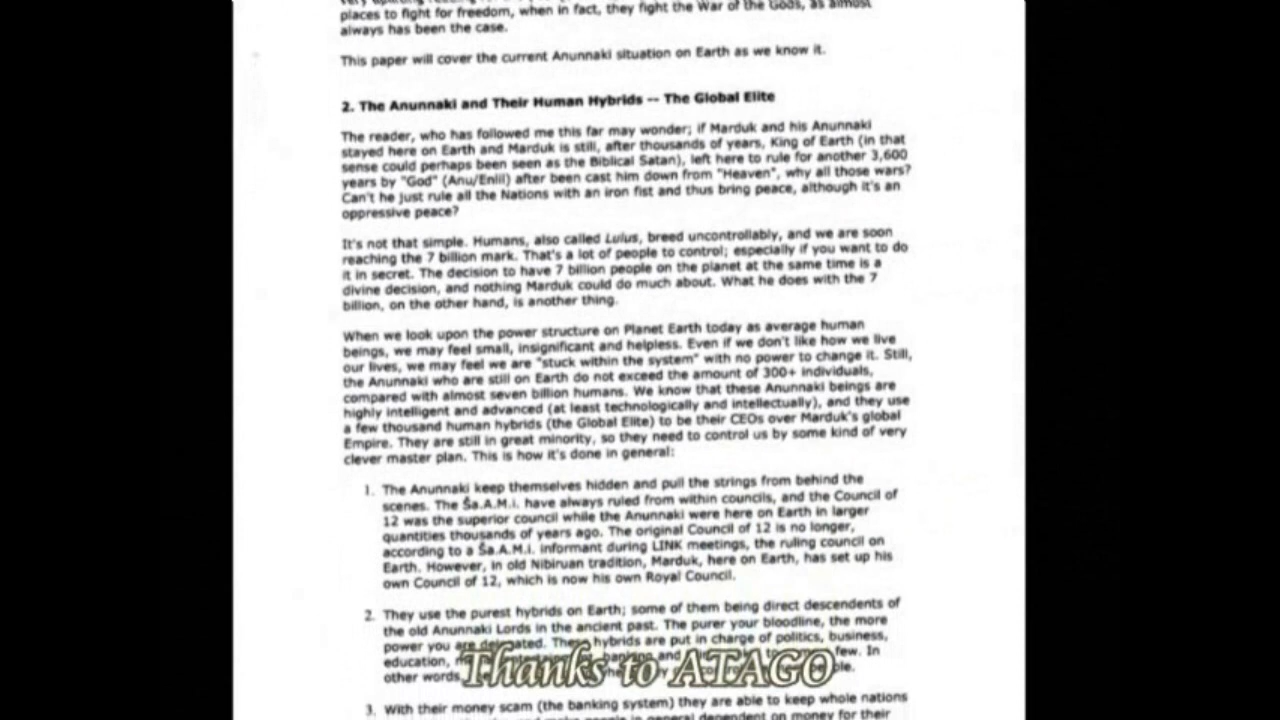 places to fight for freedom, when in fact, they fight the War of the Gods, as almost
always has been the case.
This paper will cover the current Anunnaki situation on Earth as we know it.
2. The Anunnaki and Their Human Hybrids -- The Global Elite
The reader, who has followed me this far may wonder; if Marduk and his Anunnaki
stayed here on Earth and Marduk is still, after thousands of years, King of Earth (in that
sense could perhaps been seen as the Biblical Satan), left here to rule for another 3,600
years by "God" (Anu/Enlil) after been cast him down from "Heaven", why all those wars?
Can't he just rule all the Nations with an iron fist and thus bring peace, although it's an
oppressive peace?
It's not that simple. Humans, also called Lulus, breed uncontrollably, and we are soon
reaching the 7 billion mark. That's a lot of people to control; especially if you want to do
it in secret. The decision to have 7 billion people on the planet at the same time is a
divine decision, and nothing Marduk could do much about. What he does with the 7
billion, on the other hand, is another thing.
When we look upon the power structure on Planet Earth today as average human
beings, we may feel small, insignificant and helpless. Even if we don't like how we live
our lives, we may feel we are "stuck within the system" with no power to change it. Still,
the Anunnaki who are still on Earth do not exceed the amount of 300+ individuals,
compared with almost seven billion humans. We know that these Anunnaki beings are
highly intelligent and advanced (at least technologically and intellectually), and they use
a few thousand human hybrids (the Global Elite) to be their CEOs over Marduk's global
Empire. They are still in great minority, so they need to control us by some kind of very
clever master plan. This is how it's done in general:
1. The Anunnaki keep themselves hidden and pull the strings from behind the
scenes. The Ša.A.M.i. have always ruled from within councils, and the Council of
12 was the superior council while the Anunnaki were here on Earth in larger
quantities thousands of years ago. The original Council of 12 is no longer,
according to a Ša.A.M.i. informant during LINK meetings, the ruling council on
Earth. However, in old Nibiruan tradition, Marduk, here on Earth, has set up his
own Council of 12, which is now his own Royal Council.
2. They use the purest hybrids on Earth; some of them being direct descendents of
the old Anunnaki Lords in the ancient past. The purer your bloodline, the more
power you are delegated. These hybrids are put in charge of politics, business,
education, banking and few. In
other words,
Thanks to ATAGO
3. With their money scam (the banking system) they are able to keep whole nations
people in general dependent on money for their